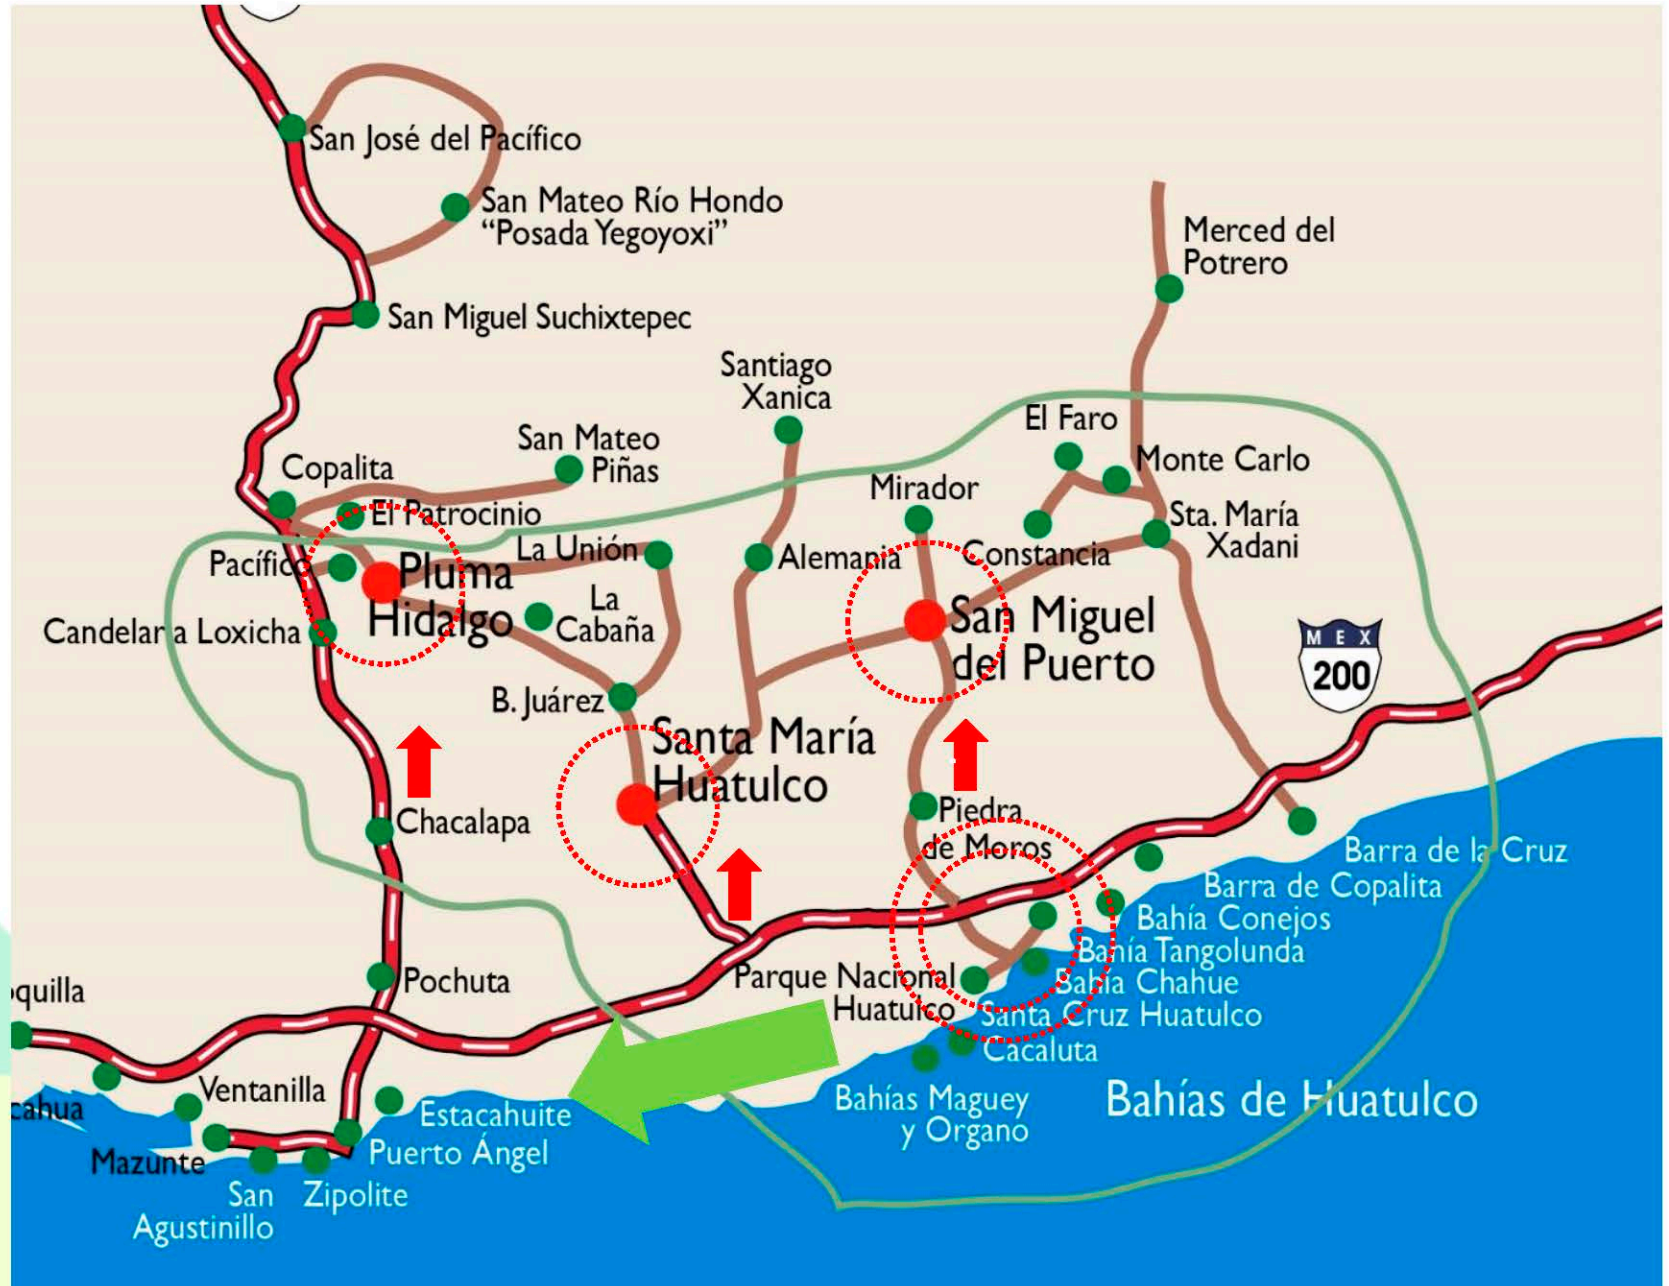 San José del Pacífico
San Mateo Río Hondo
“Posada Yegoyoxi”
Merced del
Potrero
San Miguel Suchixtepec
Santiago
Xanica
El Faro
San Mateo
Piñas
Copalita
Monte Carlo
Mirador
El Patrocinio
Sta. María
Xadani
La Unión
Alemania
Constancia
Pacífico
Pluma
Hidalgo
La
Cabaña
Candelaria Loxicha
San Miguel
del Puerto
MEX
200
B. Juárez
Santa María
Huatulco
Chacalapa
Piedra
de Moros
Barra de la Cruz
Barra de Copalita
Bahía Conejos
Bahía Tangolunda
Parque Nacional
Huatulco
Bahía Chahue
Pochuta
quilla
Santa Cruz Huatulco
Cacaluta
Ventanilla
cahua
Estacahuite
Bahías Maguey
y Organo
Bahías de Huatulco
Puerto Ángel
Mazunte
San
Agustinillo
Zipolite